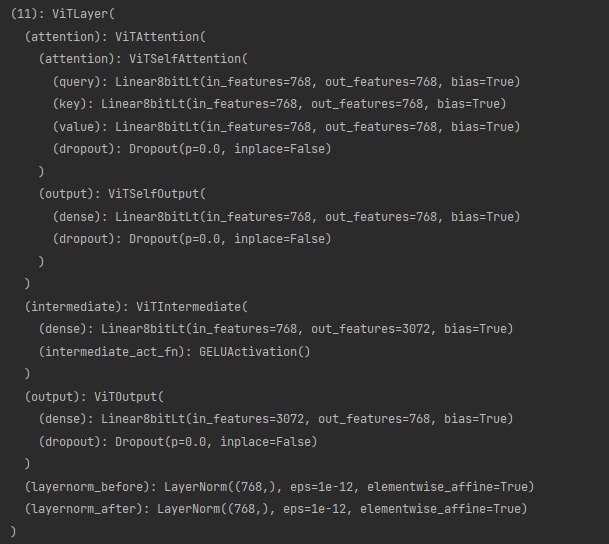 (11): ViTLayer(
  (attention): ViTAttention(
    (attention): ViTSelfAttention(
      (query): Linear8bitLt(in_features=768, out_features=768, bias=True)
      (key): Linear8bitLt(in_features=768, out_features=768, bias=True)
      (value): Linear8bitLt(in_features=768, out_features=768, bias=True)
      (dropout): Dropout(p=0.0, inplace=False)
    )
    (output): ViTSelfOutput(
      (dense): Linear8bitLt(in_features=768, out_features=768, bias=True)
      (dropout): Dropout(p=0.0, inplace=False)
    )
  )
  (intermediate): ViTIntermediate(
    (dense): Linear8bitLt(in_features=768, out_features=3072, bias=True)
    (intermediate_act_fn): GELUActivation()
  )
  (output): ViTOutput(
    (dense): Linear8bitLt(in_features=3072, out_features=768, bias=True)
    (dropout): Dropout(p=0.0, inplace=False)
  )
  (layernorm_before): LayerNorm((768,), eps=1e-12, elementwise_affine=True)
  (layernorm_after): LayerNorm((768,), eps=1e-12, elementwise_affine=True)
)